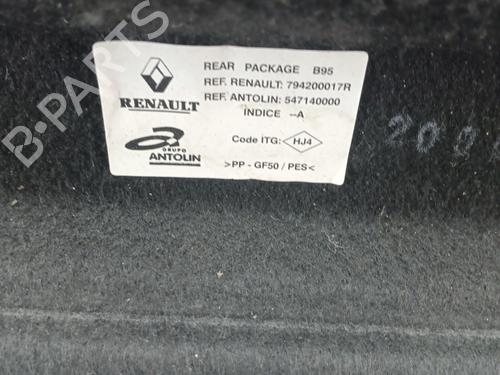 REAR PACKAGE B95
REF. RENAULT: 794200017R
REF. ANTOLIN: 547140000
INDICE --A
RENAULT
GRUPO
ANTOLIN
Code ITG: HJ4
>PP - GF50 / PES<
B-PARTS